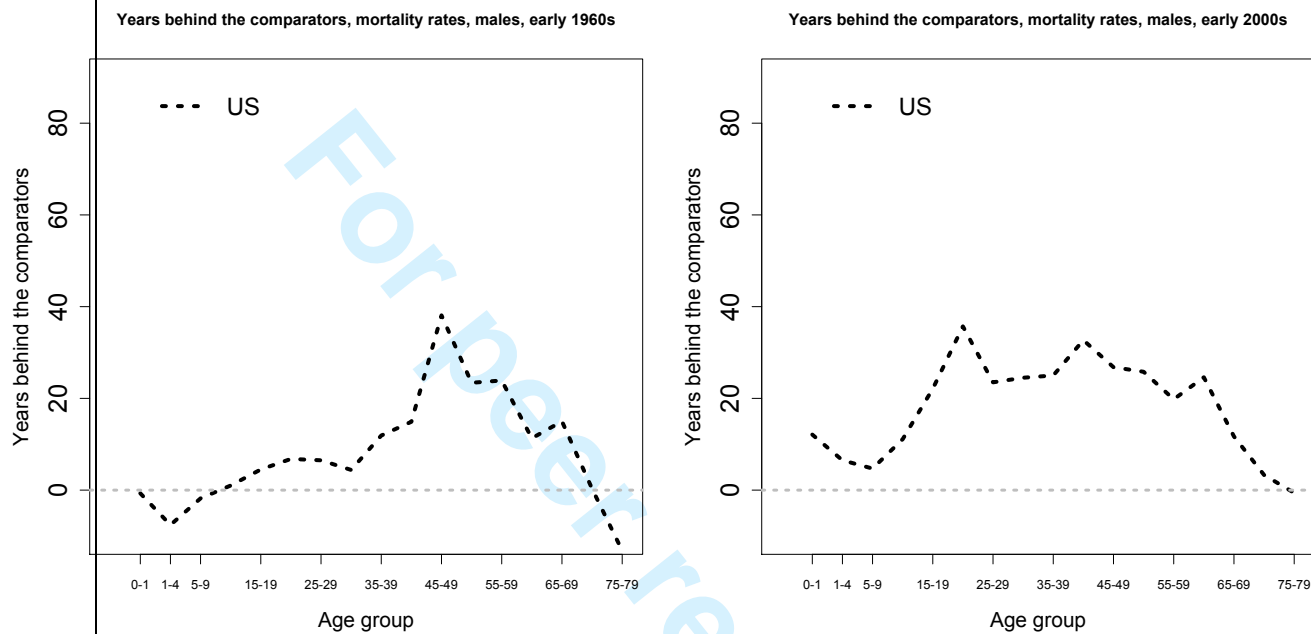 Years behind the comparators, mortality rates, males, early 1960s
US
Years behind the comparators
80
60
40
20
0
0-1 1-4 5-9 15-19 25-29 35-39 45-49 55-59 65-69 75-79
Age group
Years behind the comparators, mortality rates, males, early 2000s
US
Years behind the comparators
80
60
40
20
0
0-1 1-4 5-9 15-19 25-29 35-39 45-49 55-59 65-69 75-79
Age group
For peer re